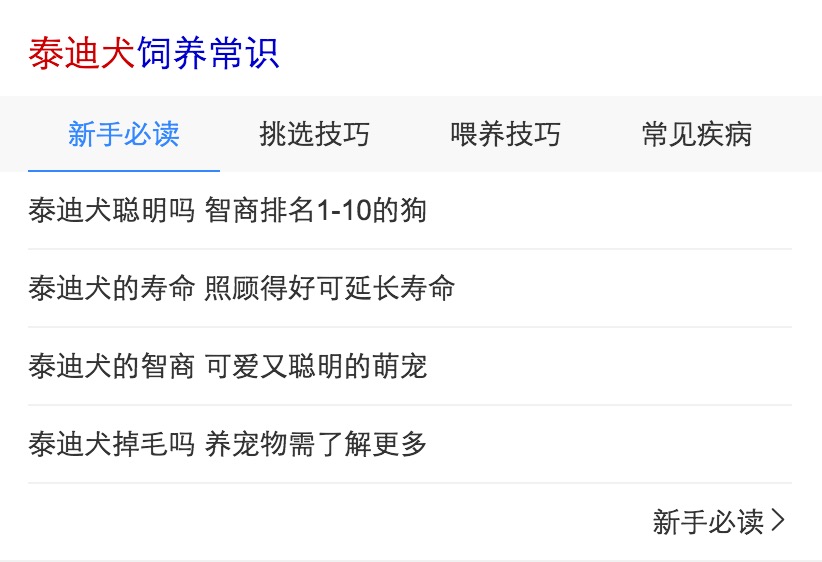 泰迪犬饲养常识
新手必读 挑选技巧 喂养技巧 常见疾病
泰迪犬聪明吗 智商排名1-10的狗
泰迪犬的寿命 照顾得好可延长寿命
泰迪犬的智商 可爱又聪明的萌宠
泰迪犬掉毛吗 养宠物需了解更多
新手必读